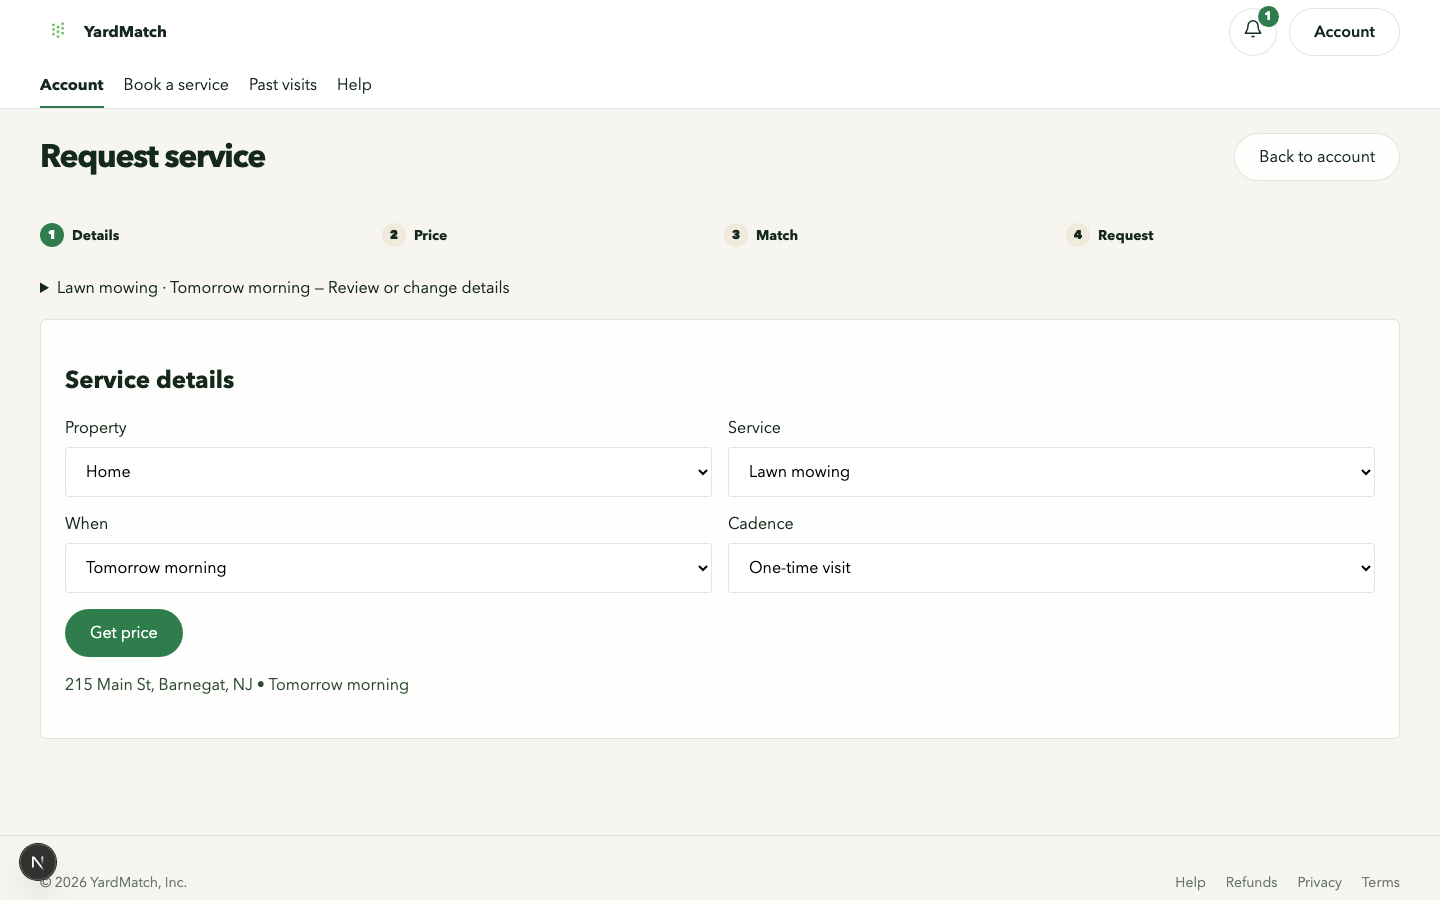 YardMatch
1
Account
Account Book a service Past visits Help
Request service
Back to account
1 Details 2 Price 3 Match 4 Request
▶ Lawn mowing · Tomorrow morning – Review or change details
Service details
Property Service
Home Lawn mowing
When Cadence
Tomorrow morning One-time visit
Get price
215 Main St, Barnegat, NJ • Tomorrow morning
N
© 2026 YardMatch, Inc. Help Refunds Privacy Terms